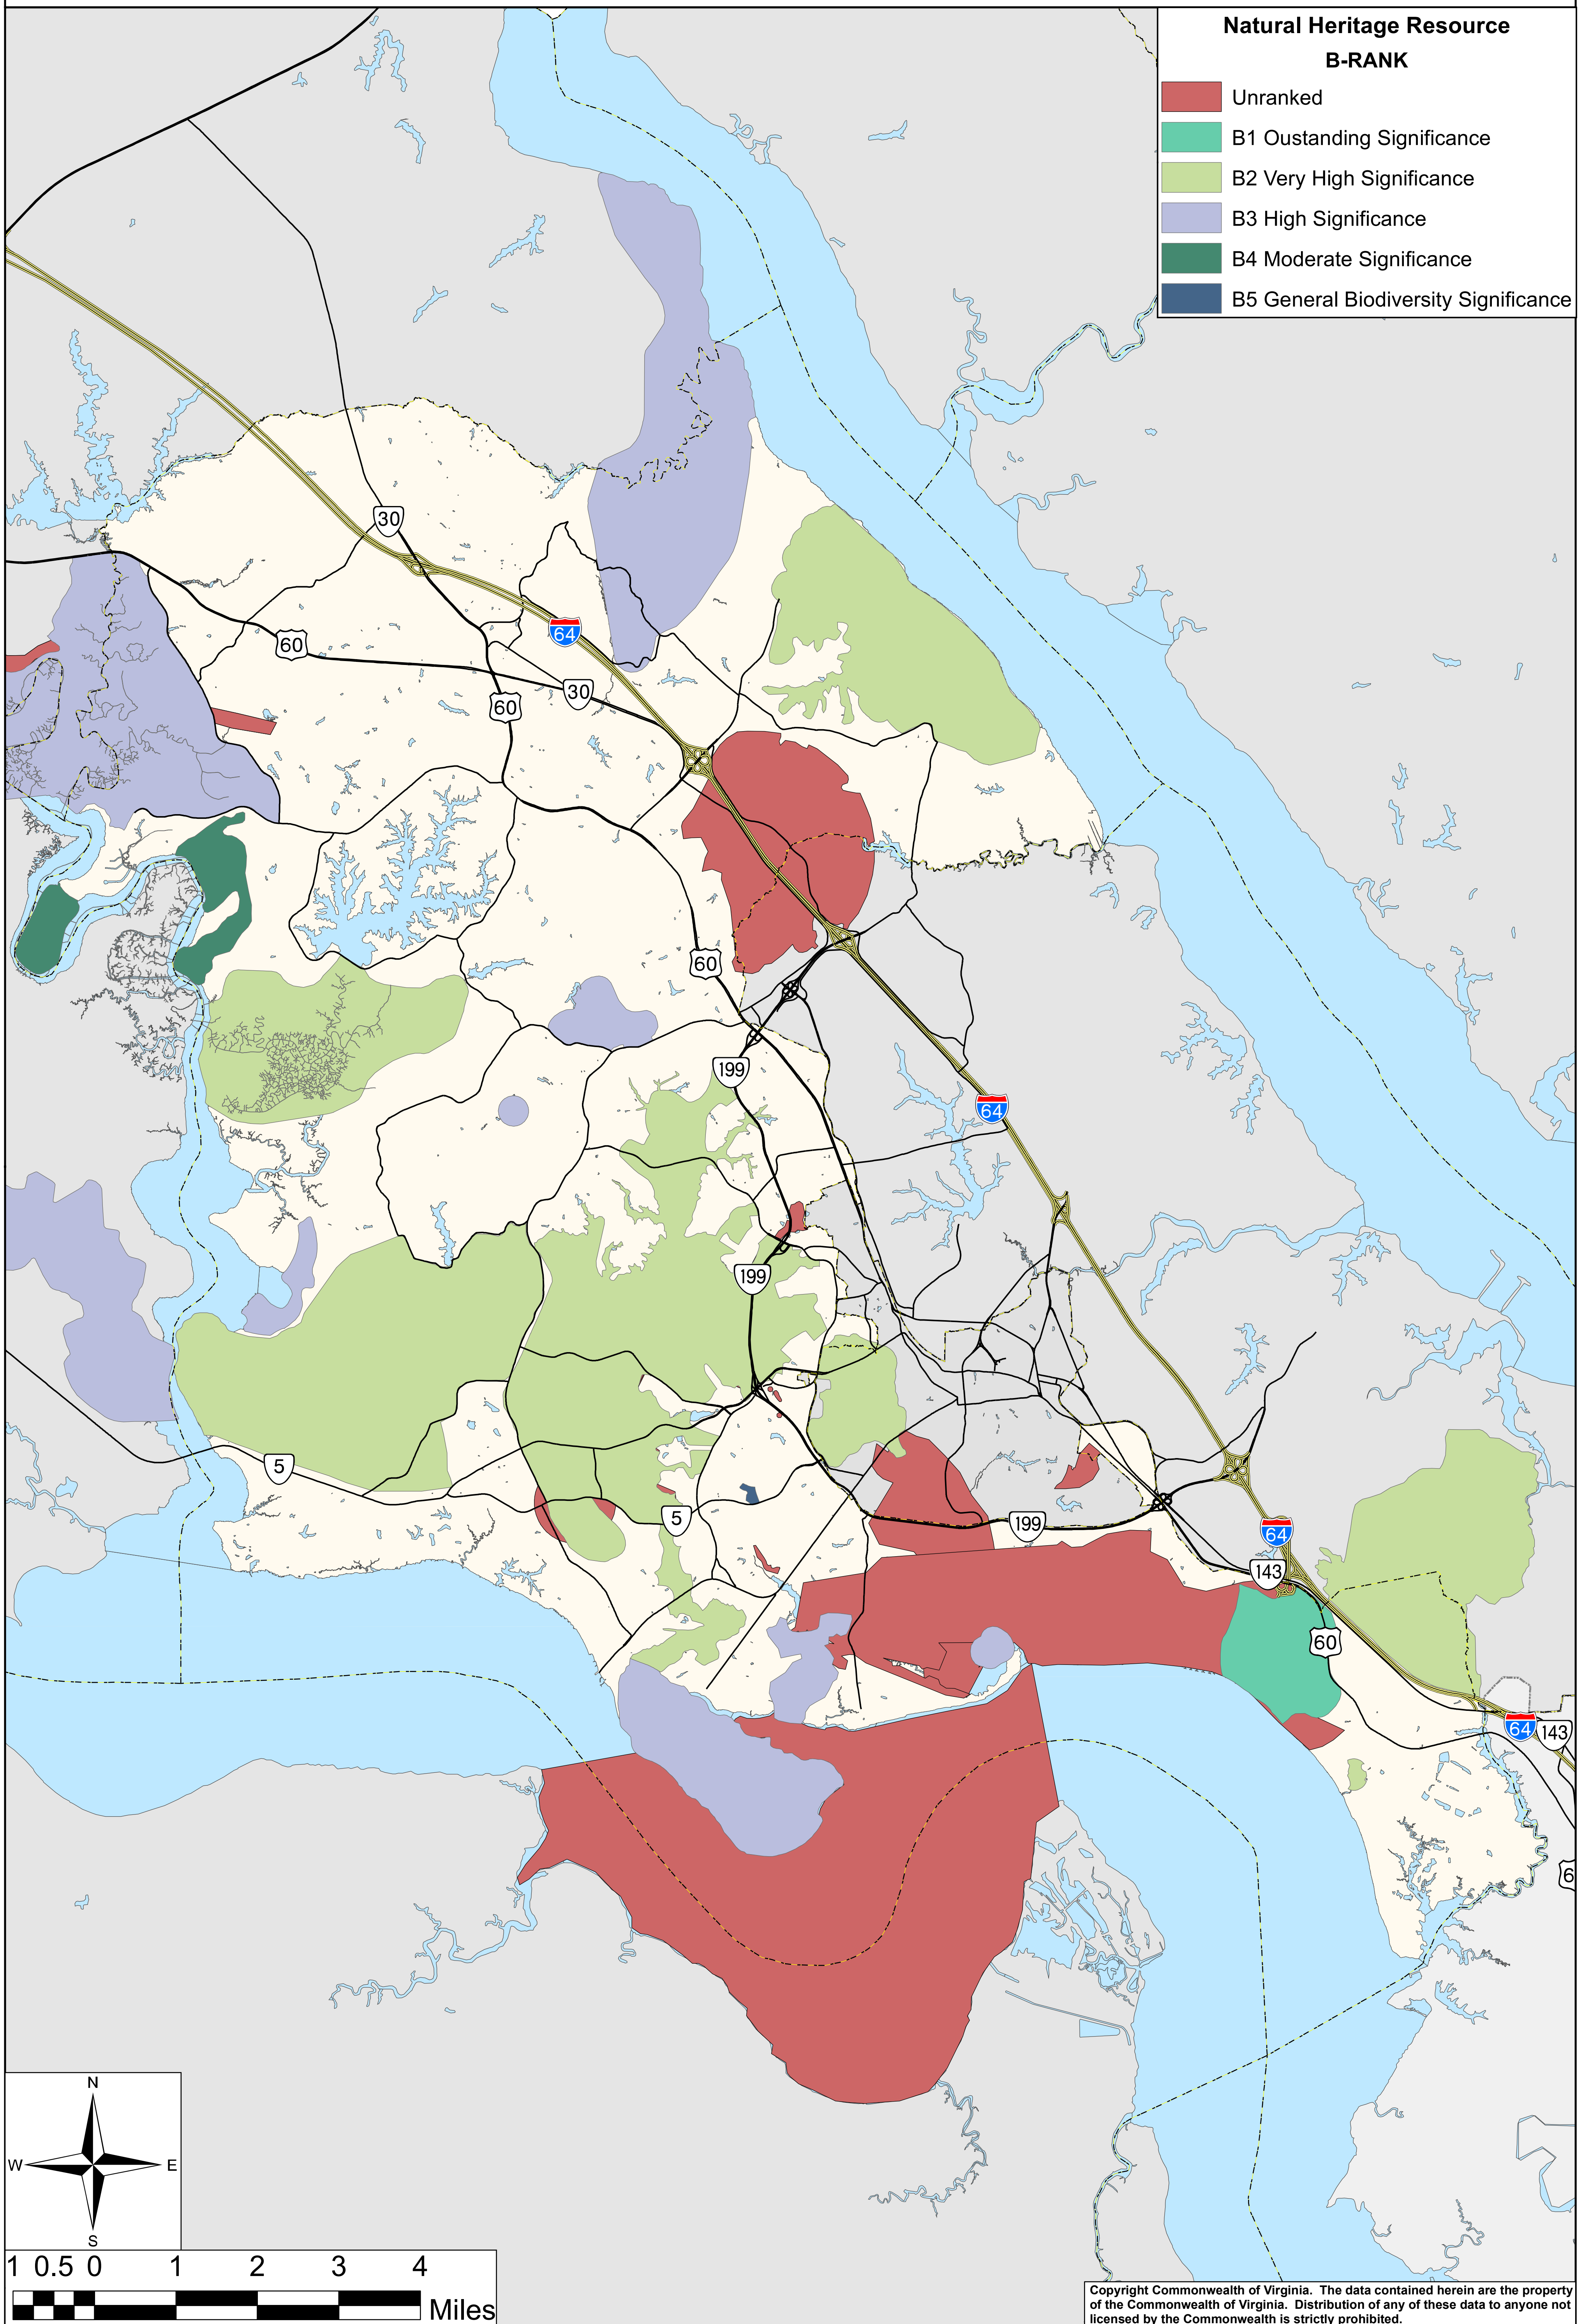 Natural Heritage Resource
B-RANK
Unranked
B1 Oustanding Significance
B2 Very High Significance
B3 High Significance
B4 Moderate Significance
B5 General Biodiversity Significance
30
64
60
30
60
60
199
64
199
5
5
199
64
143
60
64
143
6
N
W
E
S
1 0.5 0 1 2 3 4
Miles
Copyright Commonwealth of Virginia. The data contained herein are the property
of the Commonwealth of Virginia. Distribution of any of these data to anyone not
licensed by the Commonwealth is strictly prohibited.